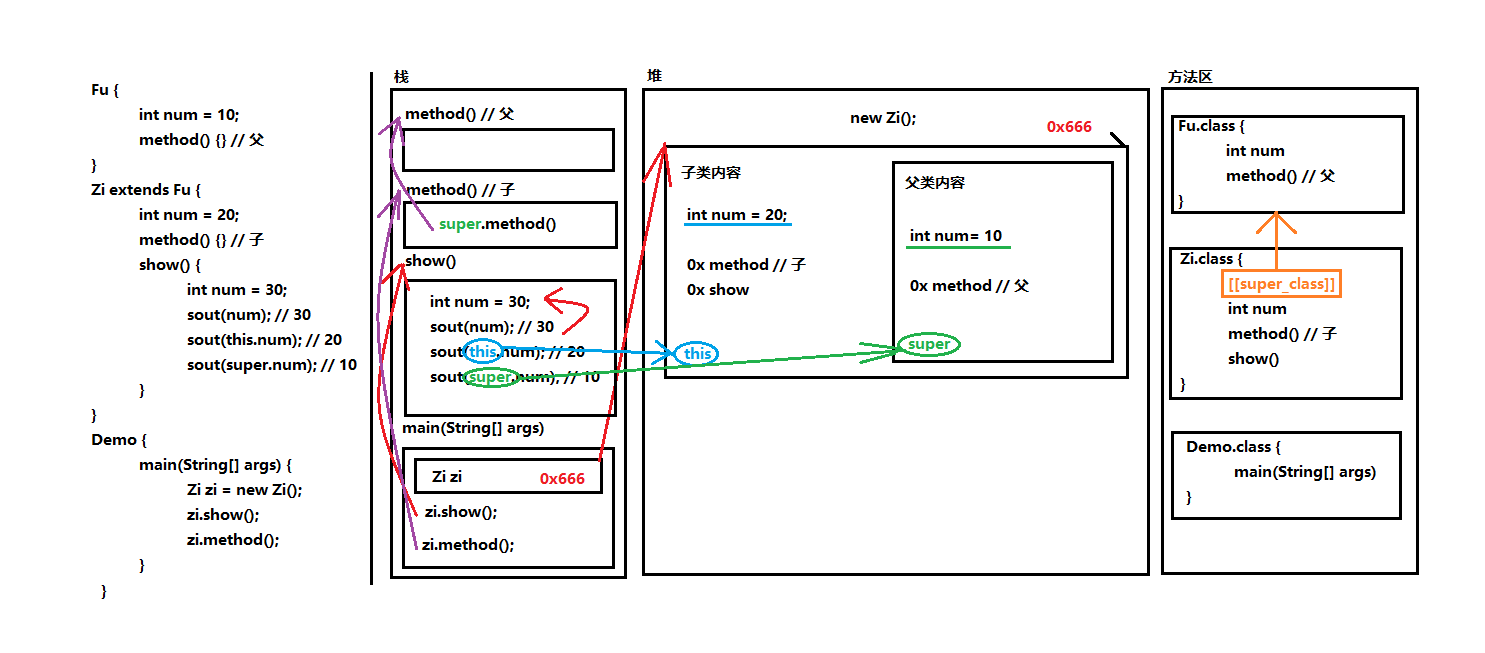 Fu {
int num = 10;
method() {} // 父
}
Zi extends Fu {
int num = 20;
method() {} // 子
show() {
int num = 30;
sout(num); // 30
sout(this.num); // 20
sout(super.num); // 10
}
}
Demo {
main(String[] args) {
Zi zi = new Zi();
zi.show();
zi.method();
}
}
栈
method() // 父
method() // 子
super.method()
show()
int num = 30;
sout(num); // 30
sout(this.num); // 20
sout(super.num); // 10
main(String[] args)
Zi zi 0x666
zi.show();
zi.method();
堆
new Zi();
0x666
子类内容
int num = 20;
0x method // 子
0x show
this
父类内容
int num= 10
0x method // 父
super
方法区
Fu.class {
int num
method() // 父
}
Zi.class {
[[super_class]]
int num
method() // 子
show()
}
Demo.class {
main(String[] args)
}